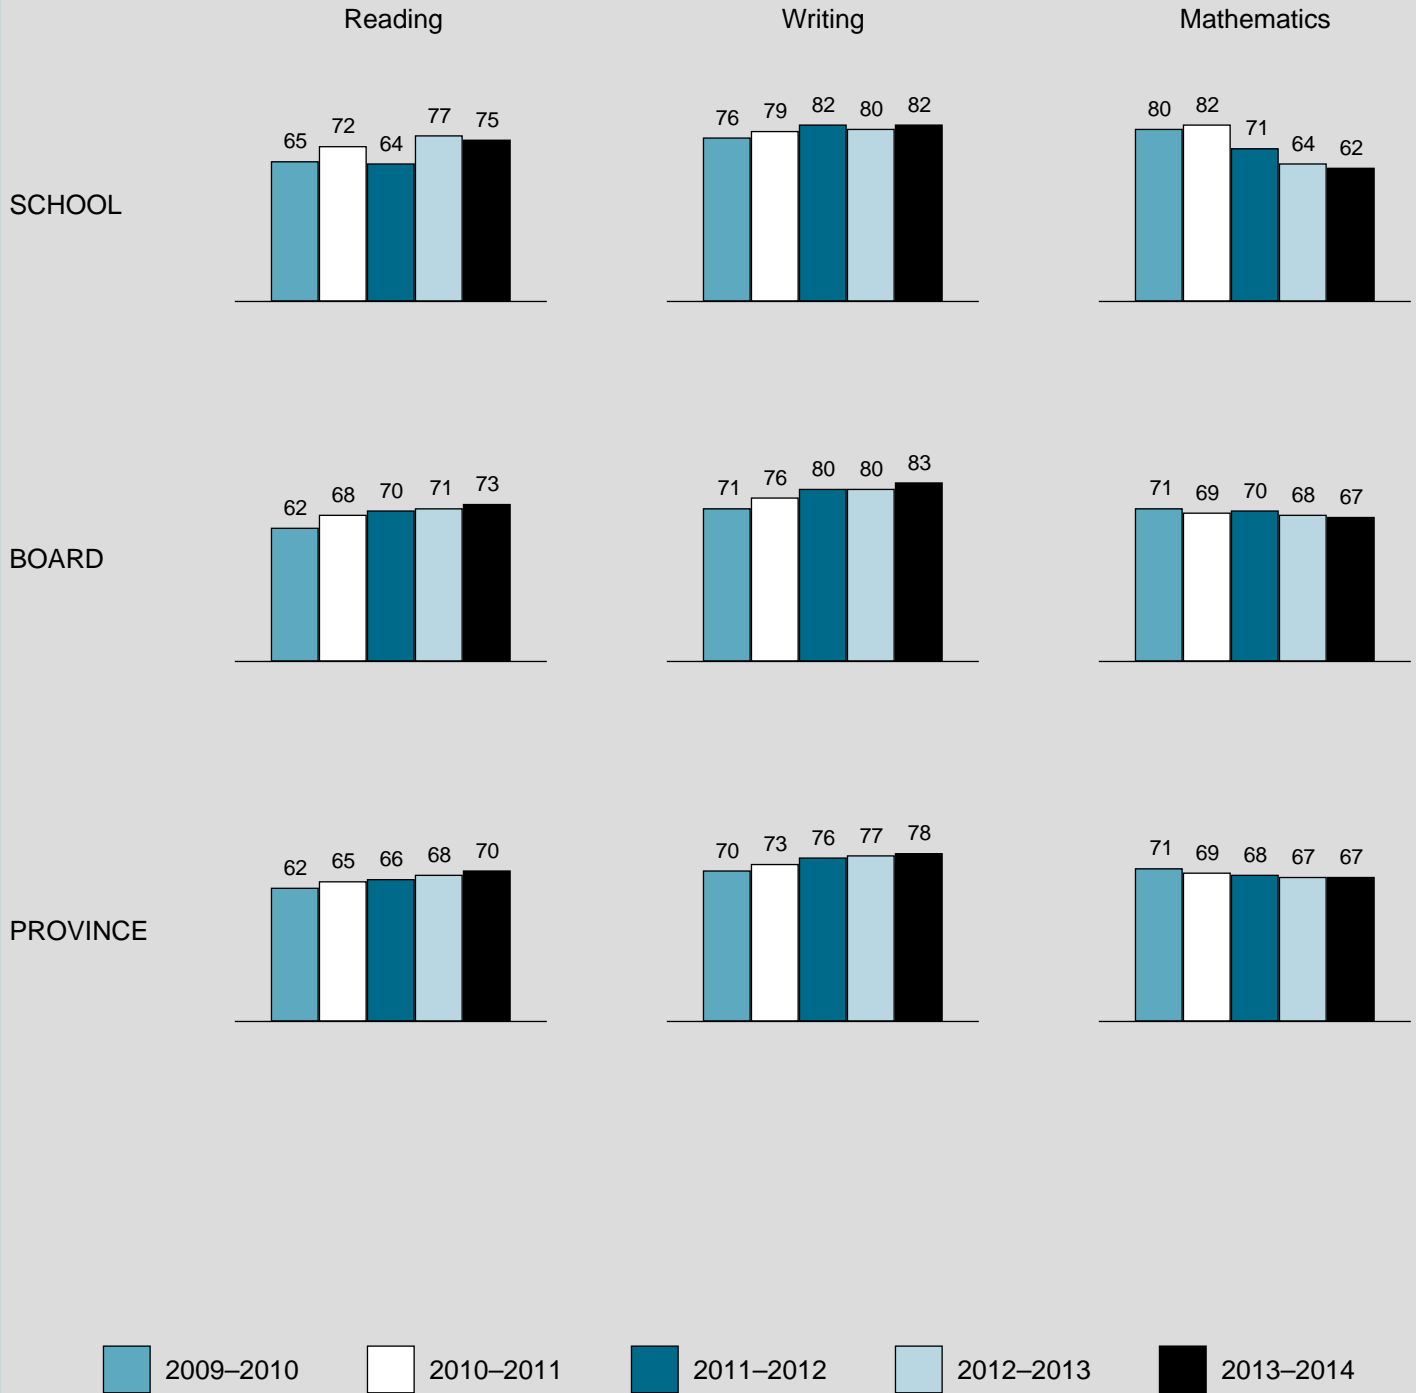 Reading Writing Mathematics
65 72 64 77 75 76 79 82 80 82 80 82 71 64 62
SCHOOL
62 68 70 71 73 71 76 80 80 83 71 69 70 68 67
BOARD
62 65 66 68 70 70 73 76 77 78 71 69 68 67 67
PROVINCE
2009–2010 2010–2011 2011–2012 2012–2013 2013–2014